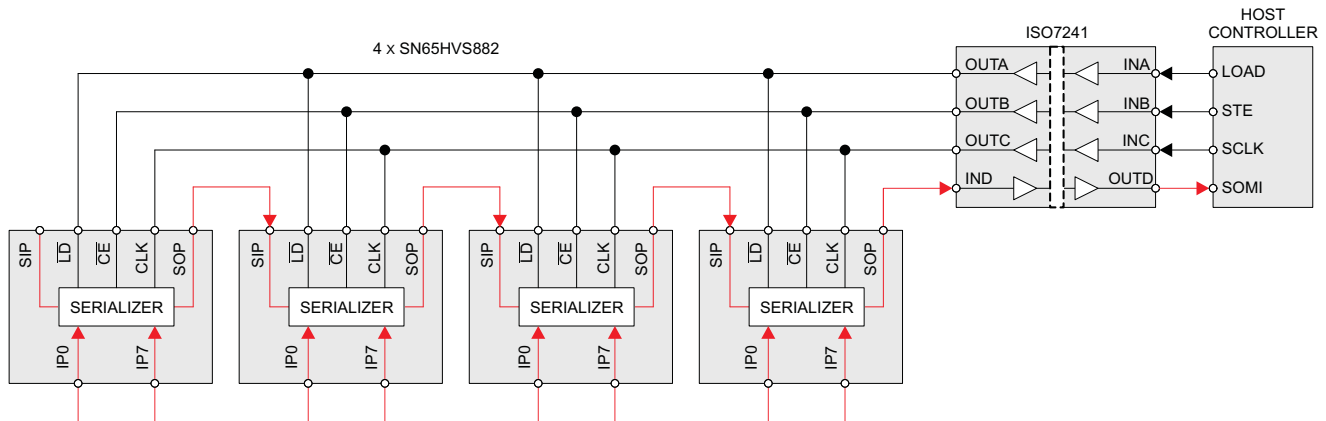 HOST
CONTROLLER
ISO7241
4 x SN65HVS882
OUTA INA LOAD
OUTB INB STE
OUTC INC SCLK
IND OUTD SOMI
SIP LD CE CLK SOP
SIP LD CE CLK SOP
SIP LD CE CLK SOP
SIP LD CE CLK SOP
SERIALIZER SERIALIZER SERIALIZER SERIALIZER
IP0 IP7 IP0 IP7 IP0 IP7 IP0 IP7